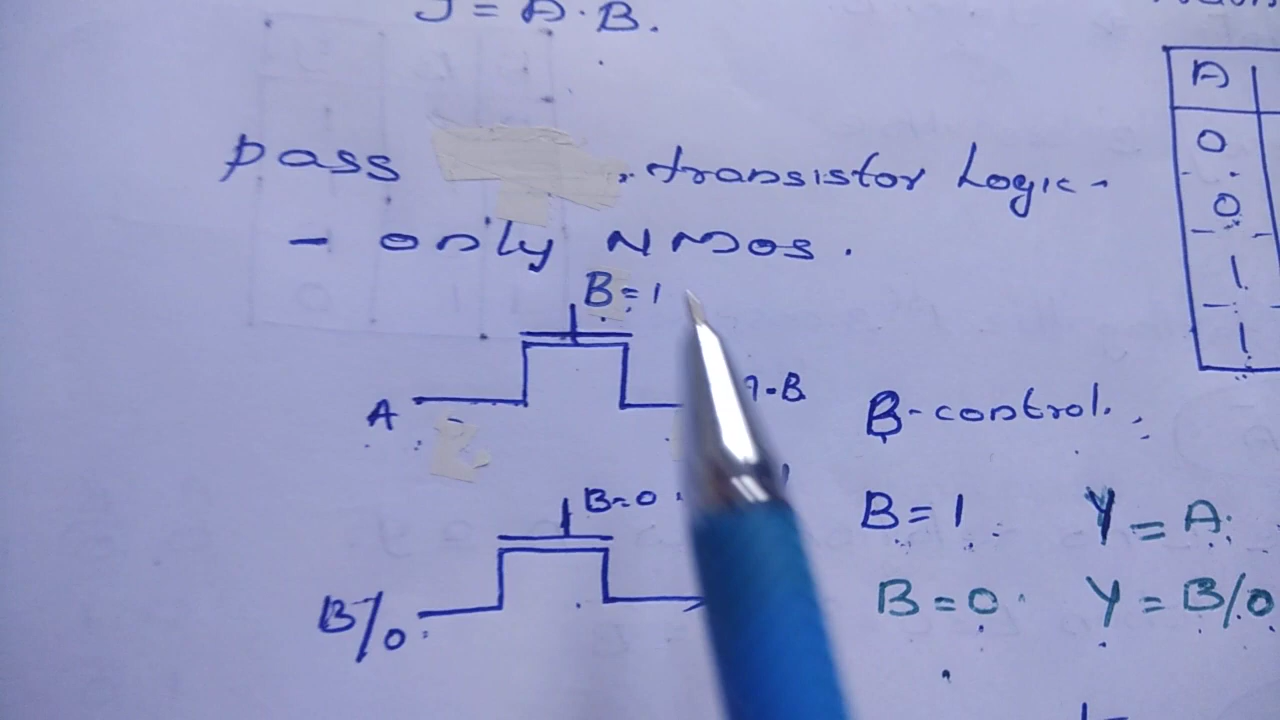 = A.B.
pass transistor Logic-
- only NMOS.
B=1
A
B-control.
B=0
B=1 Y=A
B/0
B=0 Y=B/0
A
0
0
1
1